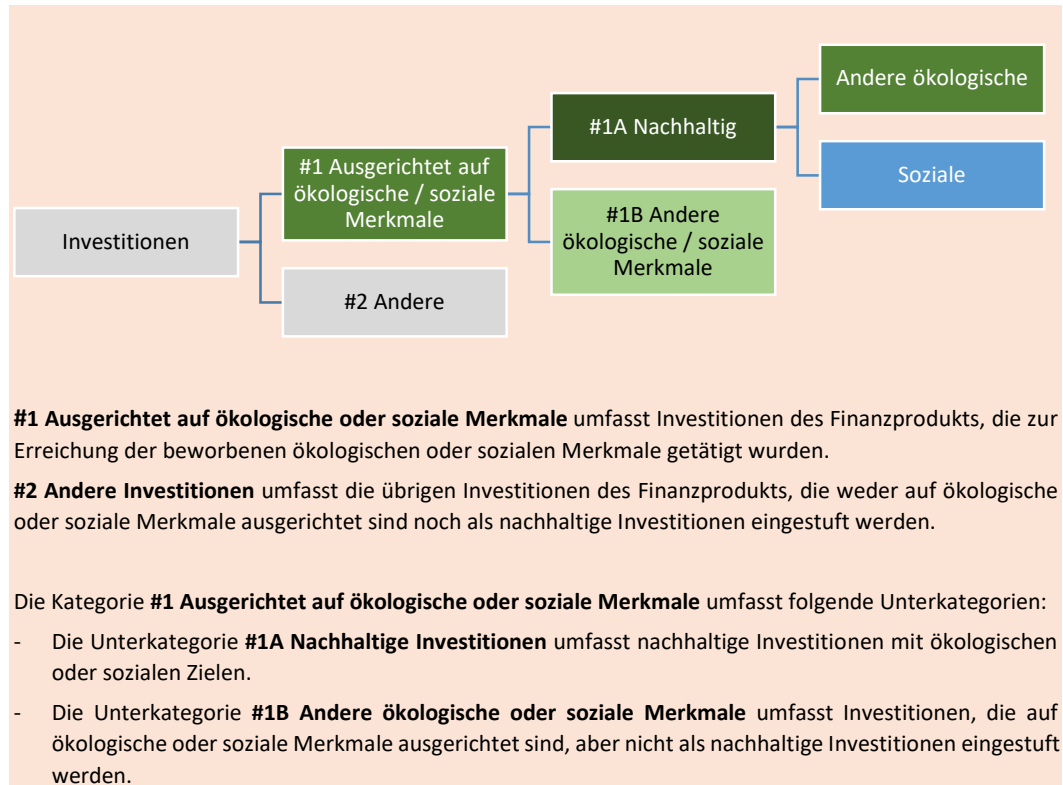 Andere ökologische
#1A Nachhaltig
#1 Ausgerichtet auf
ökologische / soziale
Merkmale
Soziale
#1B Andere
ökologische / soziale
Merkmale
Investitionen
#2 Andere
#1 Ausgerichtet auf ökologische oder soziale Merkmale umfasst Investitionen des Finanzprodukts, die zur
Erreichung der beworbenen ökologischen oder sozialen Merkmale getätigt wurden.
#2 Andere Investitionen umfasst die übrigen Investitionen des Finanzprodukts, die weder auf ökologische
oder soziale Merkmale ausgerichtet sind noch als nachhaltige Investitionen eingestuft werden.
Die Kategorie #1 Ausgerichtet auf ökologische oder soziale Merkmale umfasst folgende Unterkategorien:
- Die Unterkategorie #1A Nachhaltige Investitionen umfasst nachhaltige Investitionen mit ökologischen
oder sozialen Zielen.
- Die Unterkategorie #1B Andere ökologische oder soziale Merkmale umfasst Investitionen, die auf
ökologische oder soziale Merkmale ausgerichtet sind, aber nicht als nachhaltige Investitionen eingestuft
werden.